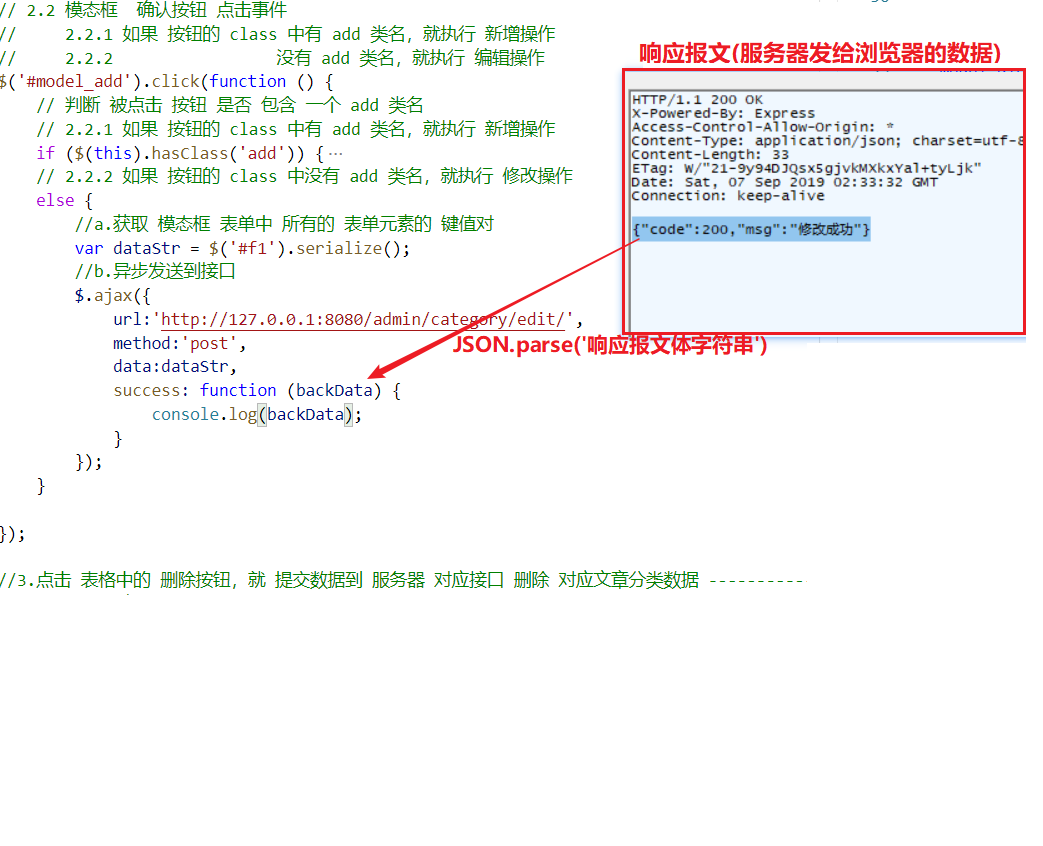 // 2.2 模态框  确认按钮 点击事件
//     2.2.1 如果 按钮的 class 中有 add 类名，就执行 新增操作
//     2.2.2                 没有 add 类名，就执行 编辑操作
$('#model_add').click(function () {
// 判断 被点击 按钮 是否 包含 一个 add 类名
// 2.2.1 如果 按钮的 class 中有 add 类名，就执行 新增操作
if ($(this).hasClass('add')) {…
// 2.2.2 如果 按钮的 class 中没有 add 类名，就执行 修改操作
else {
//a.获取 模态框 表单中 所有的 表单元素的 键值对
var dataStr = $('#f1').serialize();
//b.异步发送到接口
$.ajax({
url:'http://127.0.0.1:8080/admin/category/edit/',
method:'post',
data:dataStr,
success: function (backData) {
console.log(backData);
}
});
}
});
//3.点击 表格中的 删除按钮，就 提交数据到 服务器 对应接口 删除 对应文章分类数据 ----------
响应报文(服务器发给浏览器的数据)
HTTP/1.1 200 OK
X-Powered-By: Express
Access-Control-Allow-Origin: *
Content-Type: application/json; charset=utf-8
Content-Length: 33
ETag: W/"21-9y94DJQsx5gjvkMXkxYal+tyLjk"
Date: Sat, 07 Sep 2019 02:33:32 GMT
Connection: keep-alive
{"code":200,"msg":"修改成功"}
JSON.parse('响应报文体字符串')